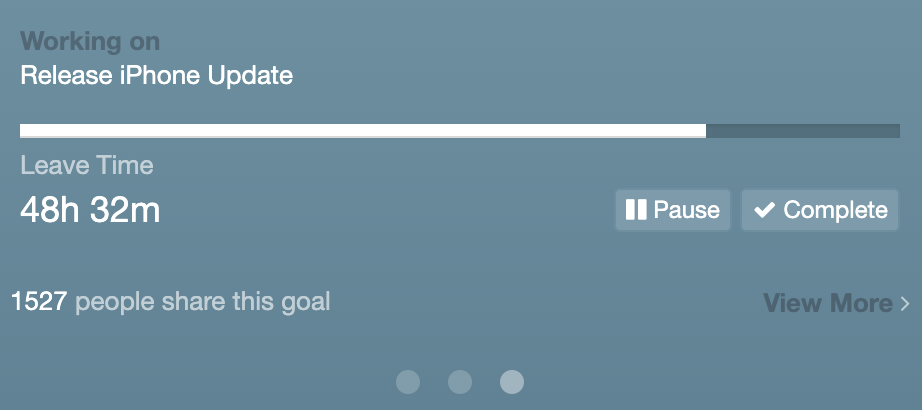 Working on
Release iPhone Update
Leave Time
48h 32m
Pause
Complete
1527 people share this goal
View More